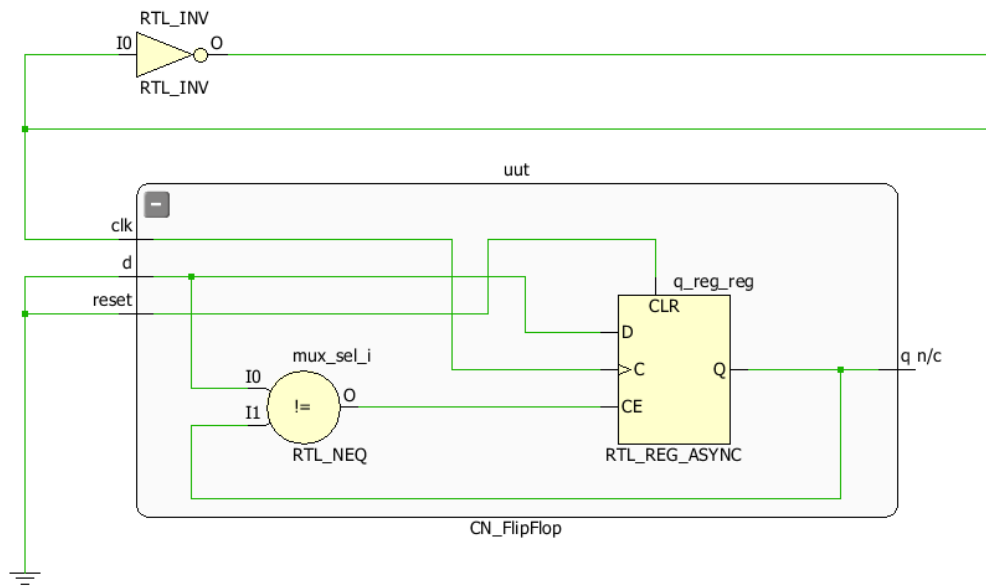 RTL_INV
I0
O
RTL_INV
uut
clk
d
reset
q_reg_reg
CLR
D
mux_sel_i
C
Q
q n/c
I0
O
!=
CE
I1
RTL_NEQ
RTL_REG_ASYNC
CN_FlipFlop